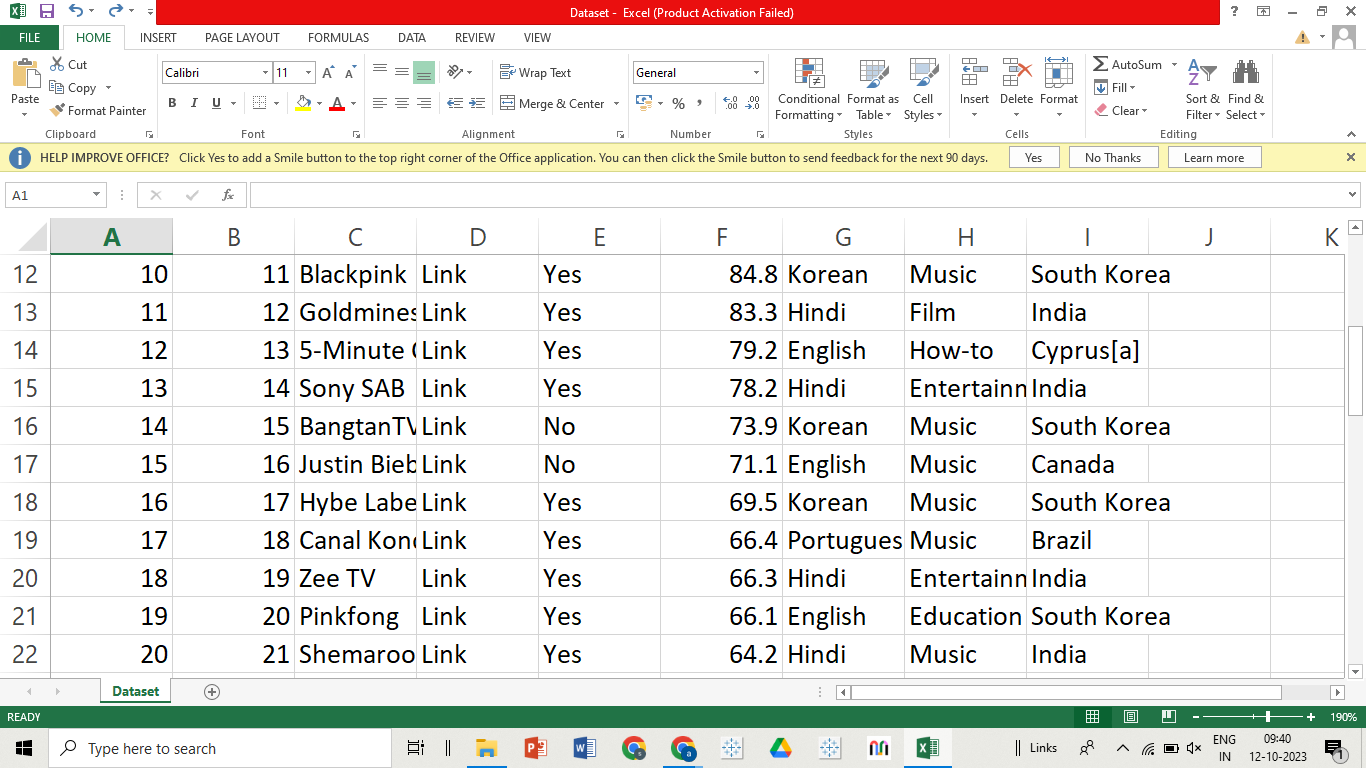 Dataset - Excel (Product Activation Failed)
FILE HOME INSERT PAGE LAYOUT FORMULAS DATA REVIEW VIEW
Cut
Copy
Format Painter
Paste
Clipboard
Calibri 11
B I U A
Font
Wrap Text
Merge & Center
Alignment
General
%
Number
Conditional Formatting
Format as Table
Cell Styles
Styles
Insert Delete Format
Cells
AutoSum
Fill
Clear
Sort & Filter
Find & Select
Editing
HELP IMPROVE OFFICE? Click Yes to add a Smile button to the top right corner of the Office application. You can then click the Smile button to send feedback for the next 90 days. Yes No Thanks Learn more
A1 fx
A B C D E F G H I J K
12 10 11 Blackpink Link Yes 84.8 Korean Music South Korea
13 11 12 Goldmines Link Yes 83.3 Hindi Film India
14 12 13 5-Minute Link Yes 79.2 English How-to Cyprus[a]
15 13 14 Sony SAB Link Yes 78.2 Hindi Entertainn India
16 14 15 BangtanTV Link No 73.9 Korean Music South Korea
17 15 16 Justin Bieb Link No 71.1 English Music Canada
18 16 17 Hybe Labe Link Yes 69.5 Korean Music South Korea
19 17 18 Canal Kon Link Yes 66.4 Portugues Music Brazil
20 18 19 Zee TV Link Yes 66.3 Hindi Entertainn India
21 19 20 Pinkfong Link Yes 66.1 English Education South Korea
22 20 21 Shemaroo Link Yes 64.2 Hindi Music India
Dataset
READY 190%
Type here to search
Links
ENG
IN
09:40
12-10-2023
1